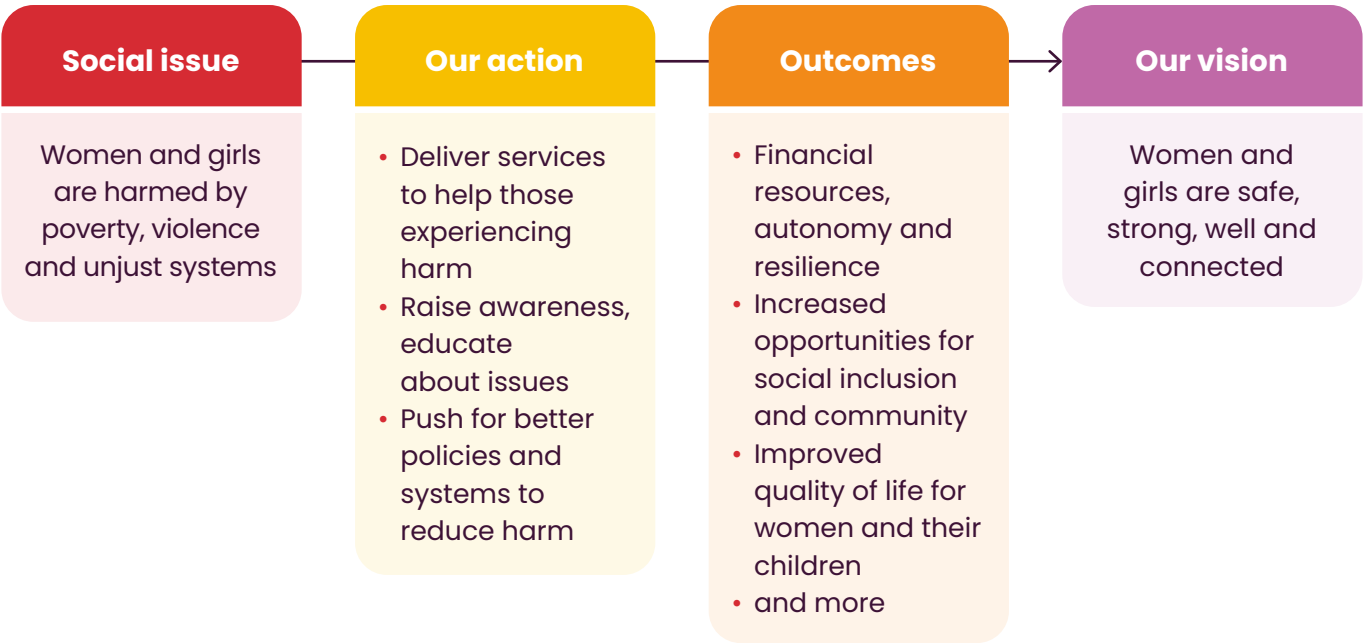 Social issue
Women and girls
are harmed by
poverty, violence
and unjust systems
Our action
• Deliver services
to help those
experiencing
harm
• Raise awareness,
educate
about issues
• Push for better
policies and
systems to
reduce harm
Outcomes
• Financial
resources,
autonomy and
resilience
• Increased
opportunities for
social inclusion
and community
• Improved
quality of life for
women and their
children
• and more
Our vision
Women and
girls are safe,
strong, well and
connected